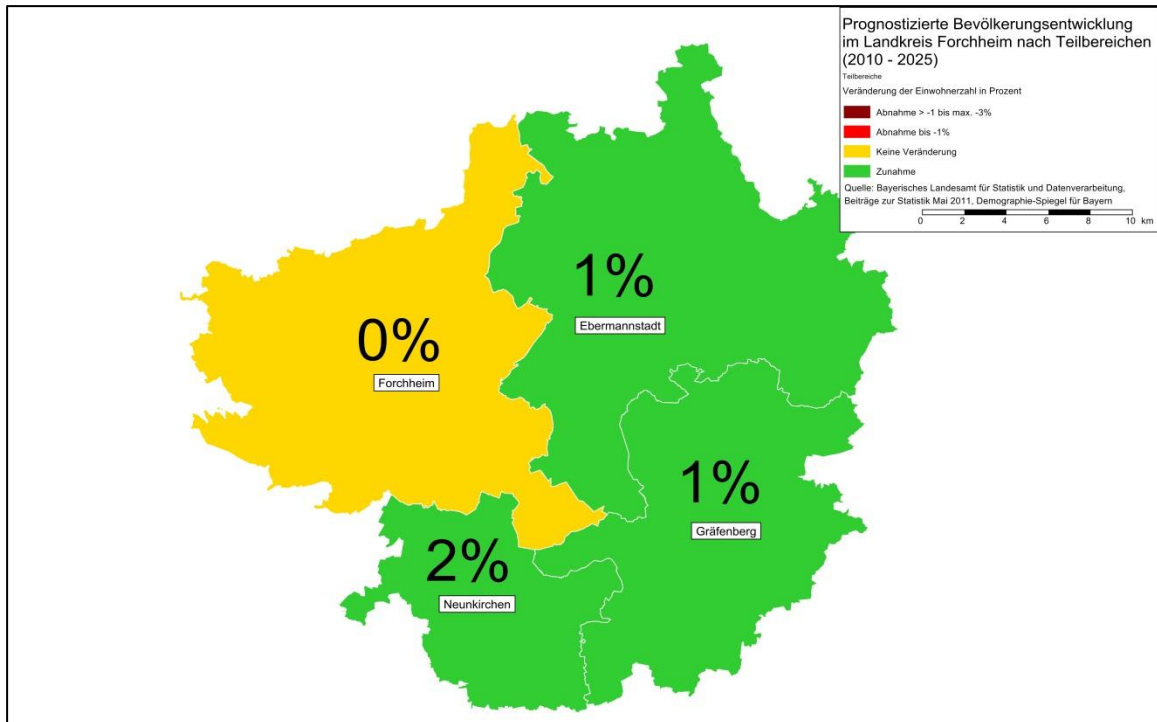 Prognostizierte Bevölkerungsentwicklung
im Landkreis Forchheim nach Teilbereichen
(2010 - 2025)
Teilbereiche
Veränderung der Einwohnerzahl in Prozent
Abnahme > -1 bis max. -3%
Abnahme bis -1%
Keine Veränderung
Zunahme
Quelle: Bayerisches Landesamt für Statistik und Datenverarbeitung,
Beiträge zur Statistik Mai 2011, Demographie-Spiegel für Bayern
0 2 4 6 8 10 km
1%
Ebermannstadt
0%
Forchheim
1%
Gräfenberg
2%
Neunkirchen